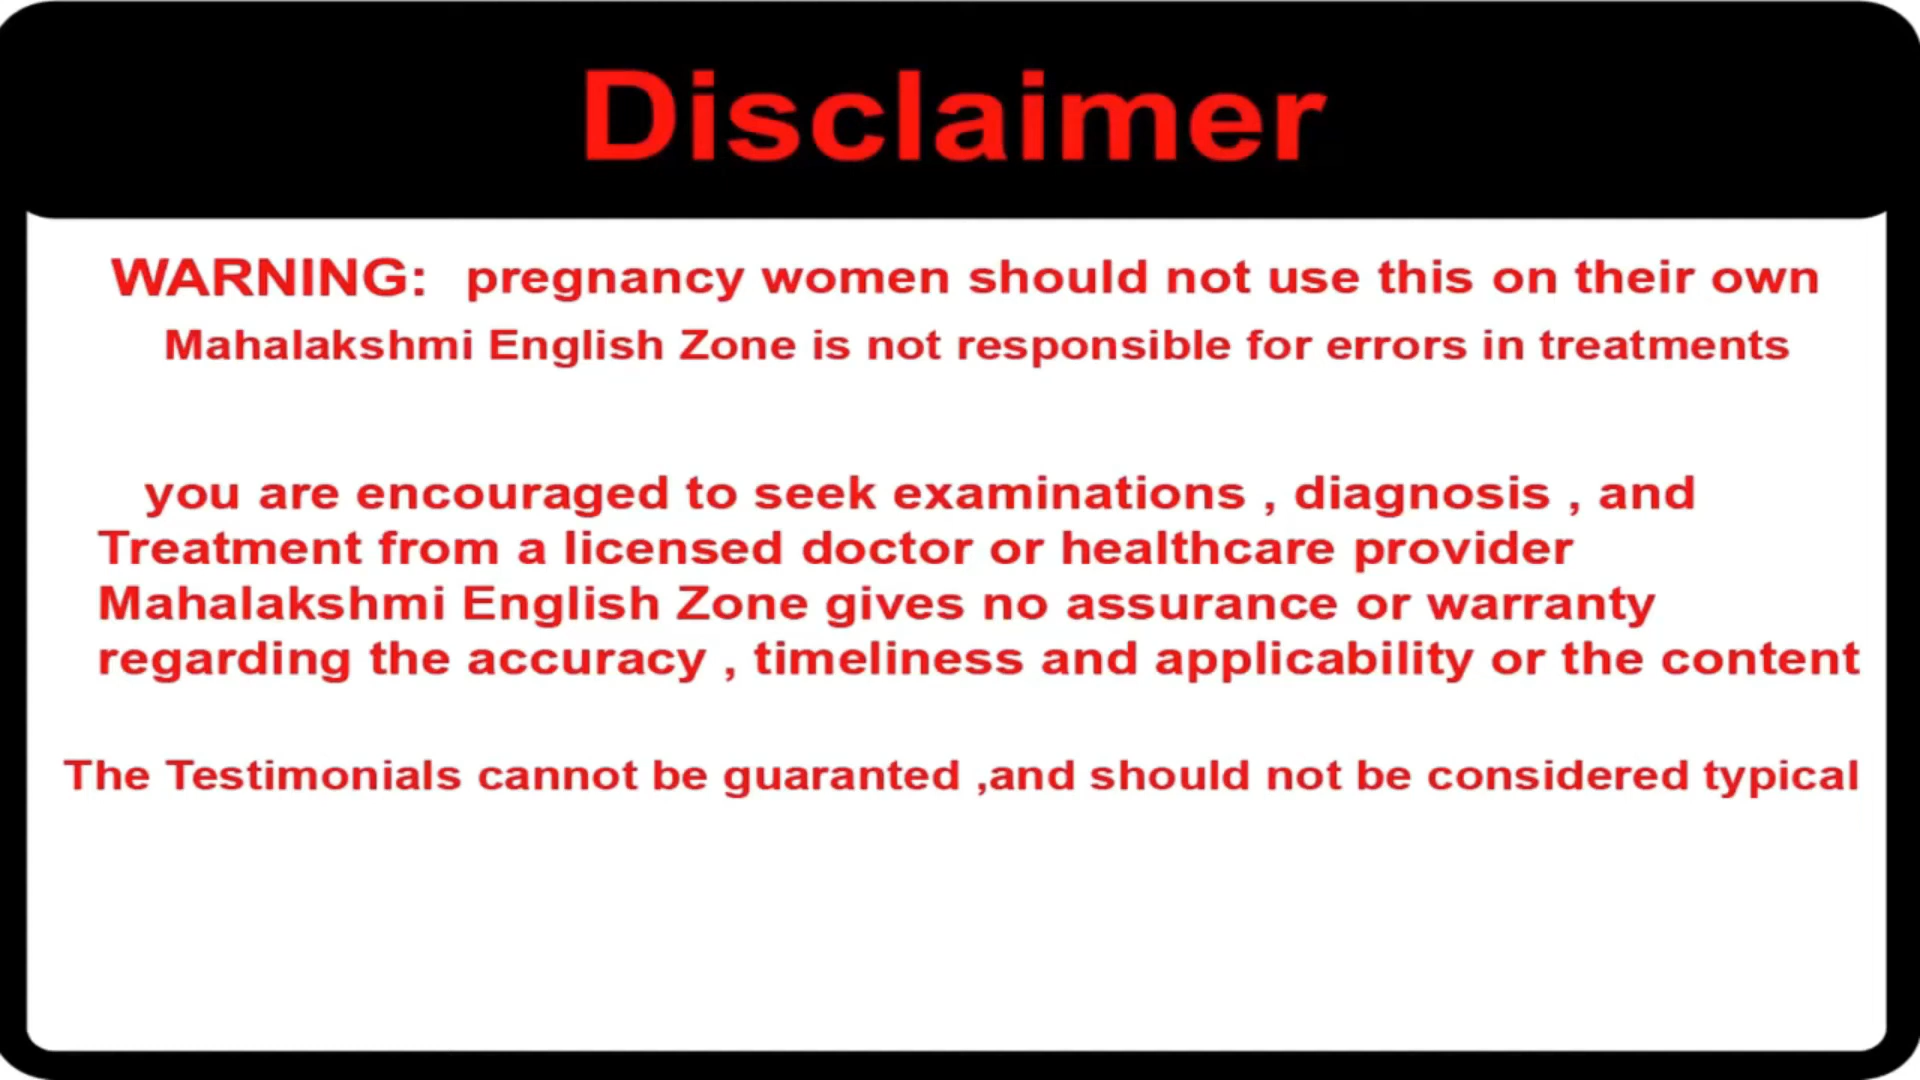 Disclaimer
WARNING: pregnancy women should not use this on their own
Mahalakshmi English Zone is not responsible for errors in treatments
you are encouraged to seek examinations , diagnosis , and
Treatment from a licensed doctor or healthcare provider
Mahalakshmi English Zone gives no assurance or warranty
regarding the accuracy , timeliness and applicability or the content
The Testimonials cannot be guaranted ,and should not be considered typical